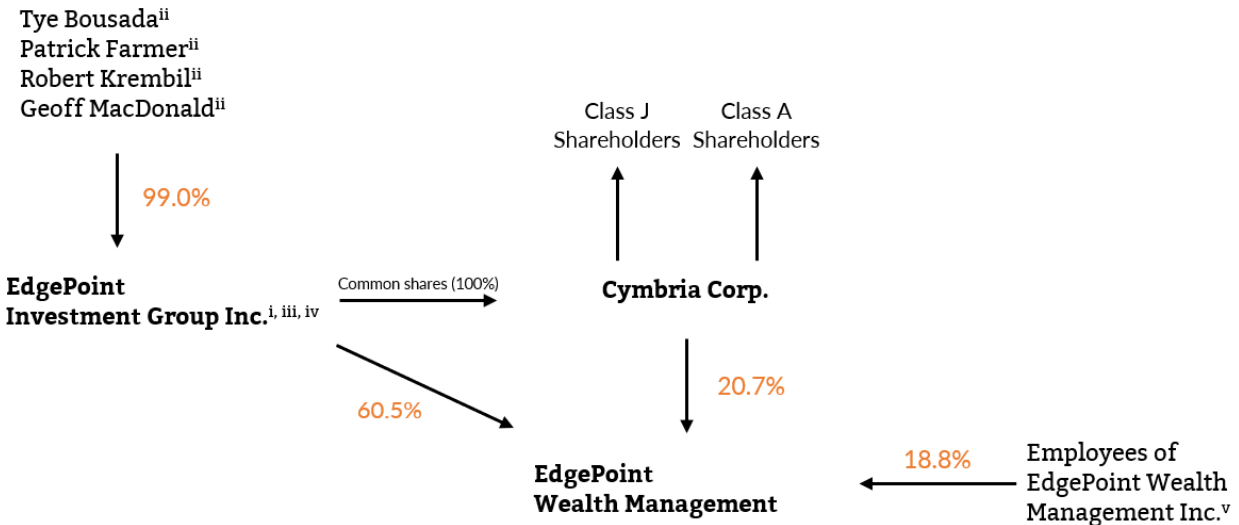 Tye Bousadaⁱⁱ
Patrick Farmerⁱⁱ
Robert Krembilⁱⁱ
Geoff MacDonaldⁱⁱ
Class J
Shareholders
Class A
Shareholders
99.0%
EdgePoint
Investment Group Inc.ⁱ, ⁱⁱⁱ, ⁱᵛ
Common shares (100%)
Cymbria Corp.
60.5%
20.7%
EdgePoint
Wealth Management
18.8%
Employees of
EdgePoint Wealth
Management Inc.ᵛ